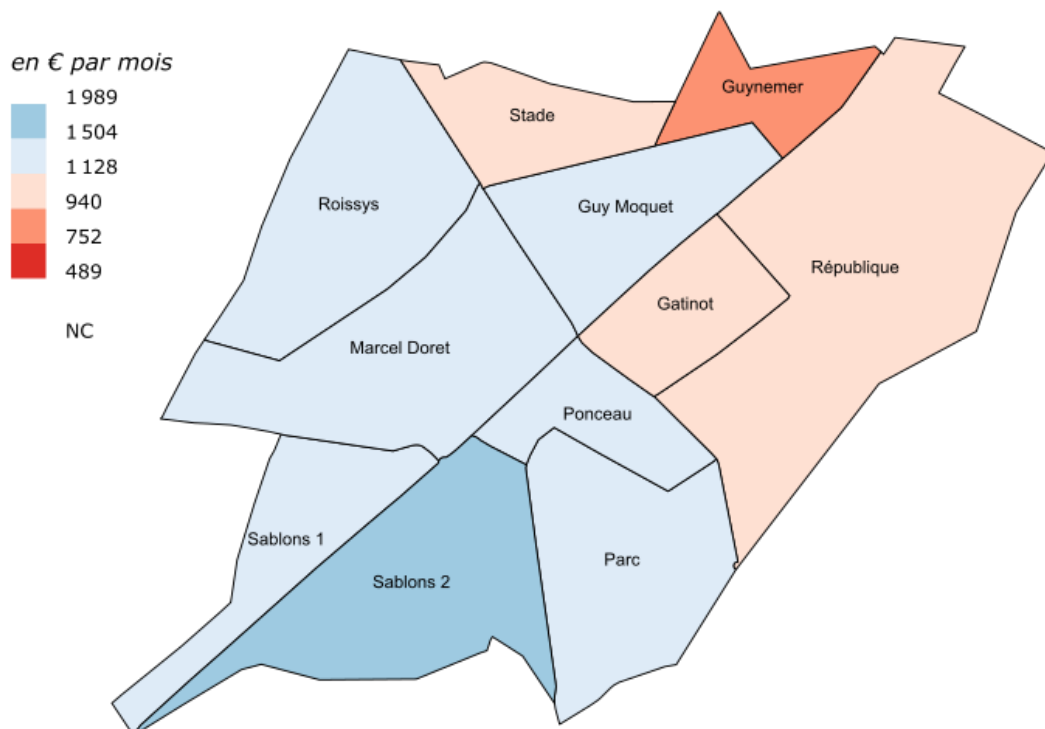 en € par mois
1 989
1 504
1 128
940
752
489
NC
Guynemer
Stade
Roissys
Guy Moquet
République
Gatinot
Marcel Doret
Ponceau
Sablons 1
Parc
Sablons 2